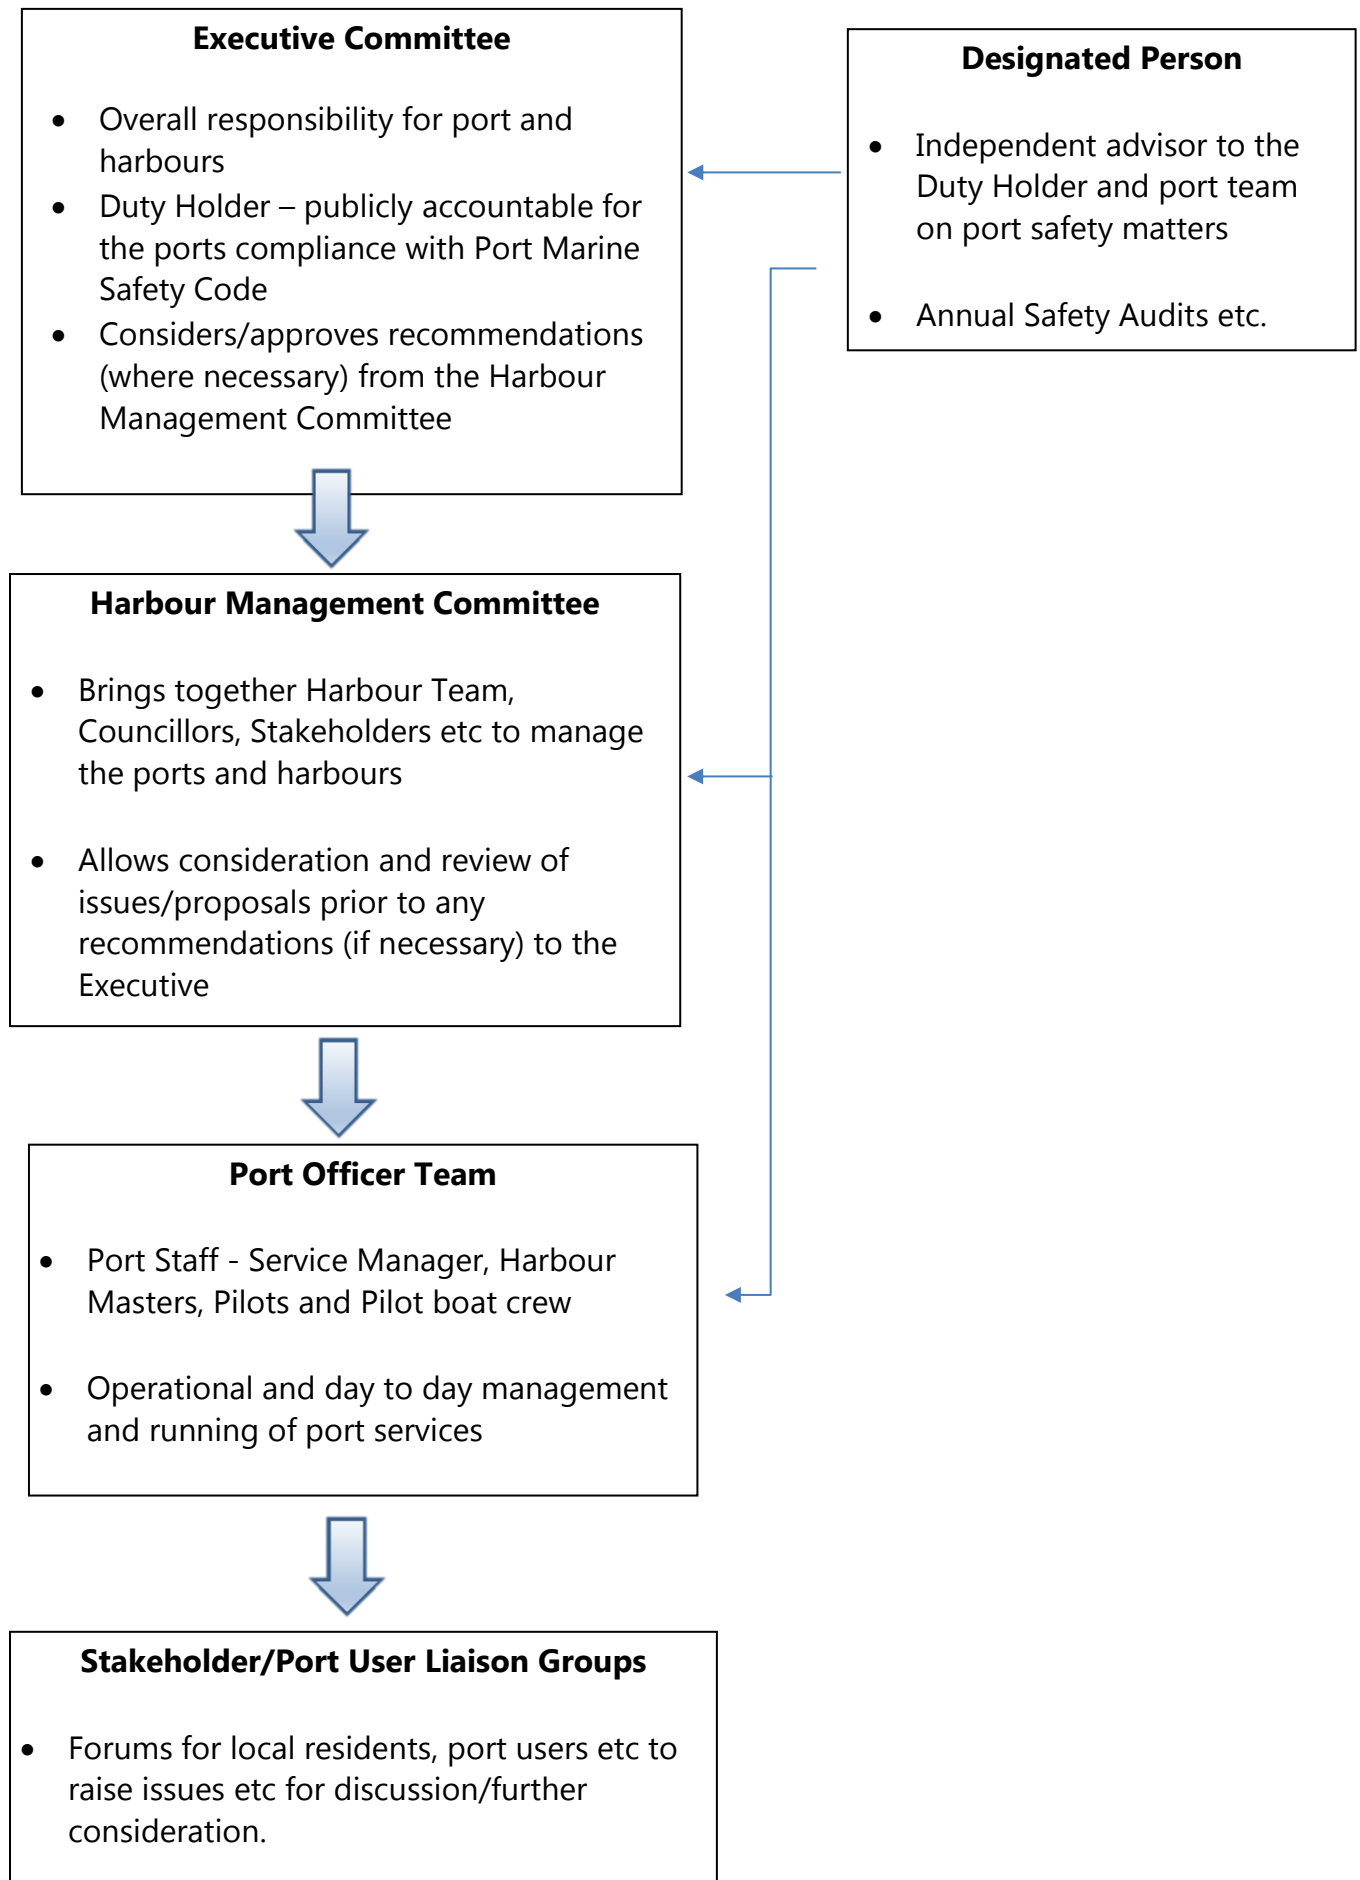 Executive Committee
• Overall responsibility for port and
harbours
• Duty Holder – publicly accountable for
the ports compliance with Port Marine
Safety Code
• Considers/approves recommendations
(where necessary) from the Harbour
Management Committee
Designated Person
• Independent advisor to the
Duty Holder and port team
on port safety matters
• Annual Safety Audits etc.
Harbour Management Committee
• Brings together Harbour Team,
Councillors, Stakeholders etc to manage
the ports and harbours
• Allows consideration and review of
issues/proposals prior to any
recommendations (if necessary) to the
Executive
Port Officer Team
• Port Staff - Service Manager, Harbour
Masters, Pilots and Pilot boat crew
• Operational and day to day management
and running of port services
Stakeholder/Port User Liaison Groups
• Forums for local residents, port users etc to
raise issues etc for discussion/further
consideration.